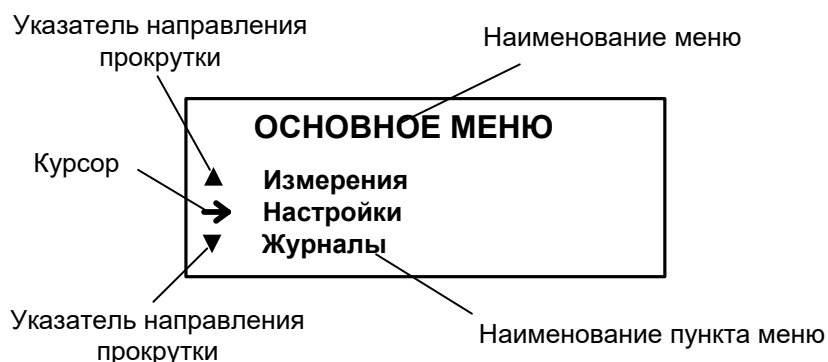 Указатель направления
прокрутки
Наименование меню
ОСНОВНОЕ МЕНЮ
Курсор
Измерения
Настройки
Журналы
Указатель направления
прокрутки
Наименование пункта меню